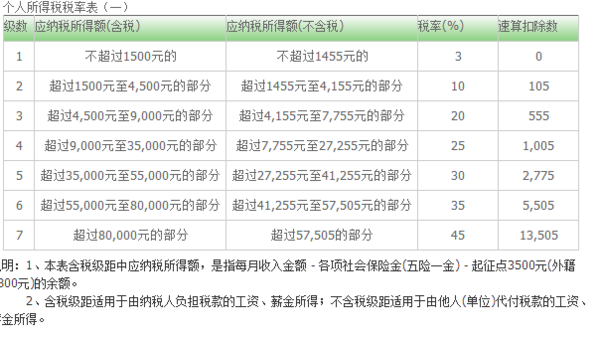 个人所得税税率表（一）
级数 应纳税所得额(含税) 应纳税所得额(不含税) 税率(%) 速算扣除数
1 不超过1500元的 不超过1455元的 3 0
2 超过1500元至4,500元的部分 超过1455元至4,155元的部分 10 105
3 超过4,500元至9,000元的部分 超过4,155元至7,755元的部分 20 555
4 超过9,000元至35,000元的部分 超过7,755元至27,255元的部分 25 1,005
5 超过35,000元至55,000元的部分 超过27,255元至41,255元的部分 30 2,775
6 超过55,000元至80,000元的部分 超过41,255元至57,505元的部分 35 5,505
7 超过80,000元的部分 超过57,505的部分 45 13,505
明：1、本表含税级距中应纳税所得额，是指每月收入金额 - 各项社会保险金(五险一金) - 起征点3500元(外籍
800元)的余额。
2、含税级距适用于由纳税人负担税款的工资、薪金所得；不含税级距适用于由他人(单位)代付税款的工资、
金所得。